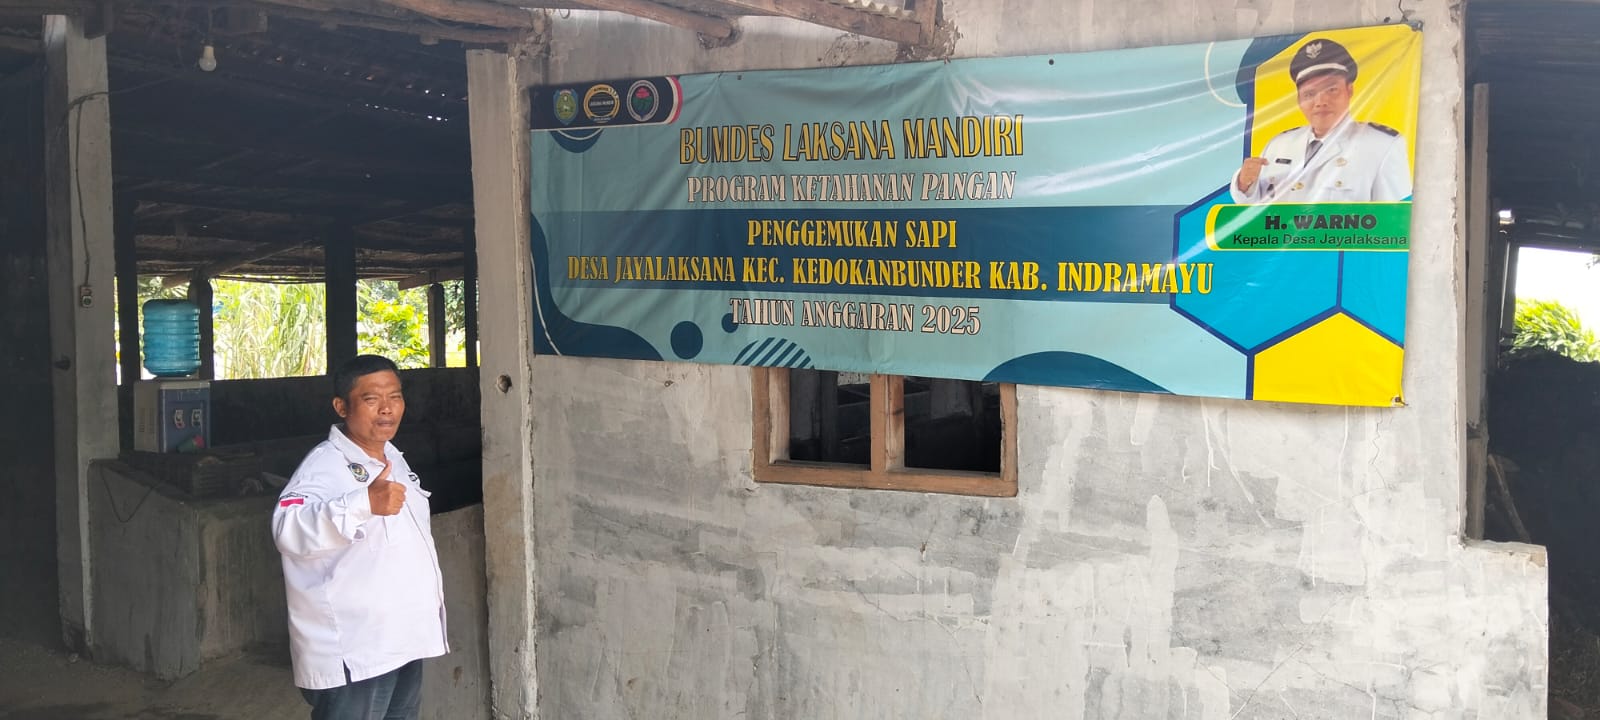 BUMDES LAKSANA MANDIRI
PROGRAM KETAHANAN PANGAN
PENGGEMUKAN SAPI
DESA JAYALAKSANA KEC. KEDOKANBUNDER KAB. INDRAMAYU
TAHUN ANGGARAN 2025
H. WARNO
Kepala Desa Jayalaksana